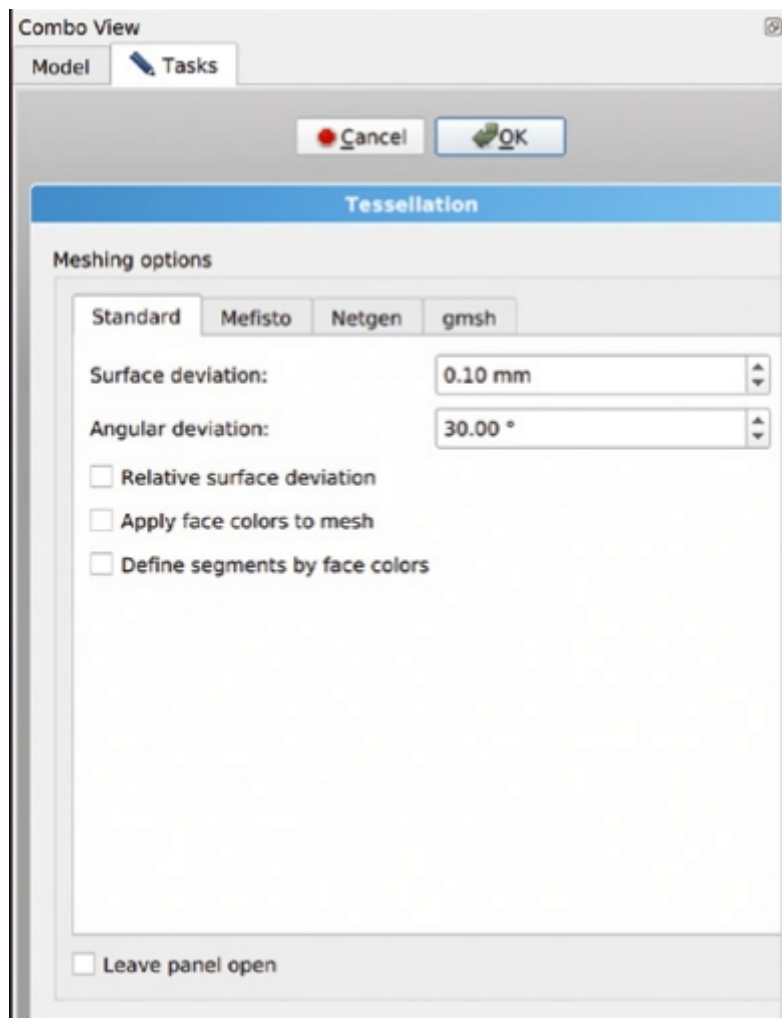 Combo View
Model Tasks
Cancel OK
Tessellation
Meshing options
Standard Mefisto Netgen gmsh
Surface deviation: 0.10 mm
Angular deviation: 30.00 °
Relative surface deviation
Apply face colors to mesh
Define segments by face colors
Leave panel open